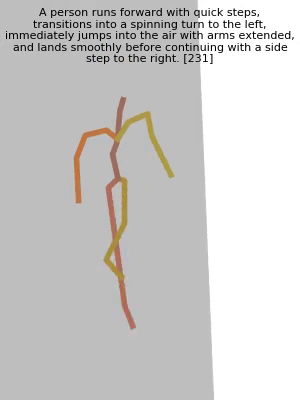 A person runs forward with quick steps,
transitions into a spinning turn to the left,
immediately jumps into the air with arms extended,
and lands smoothly before continuing with a side
step to the right. [231]